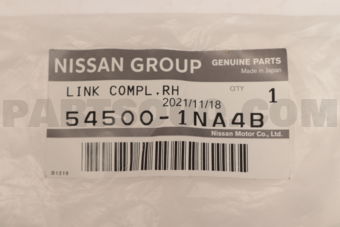 NISSAN GROUP GENUINE PARTS
Made in Japan
LINK COMPL,RH QTY 1
2021/11/18
54500-1NA4B
Nissan Motor Co., Ltd.